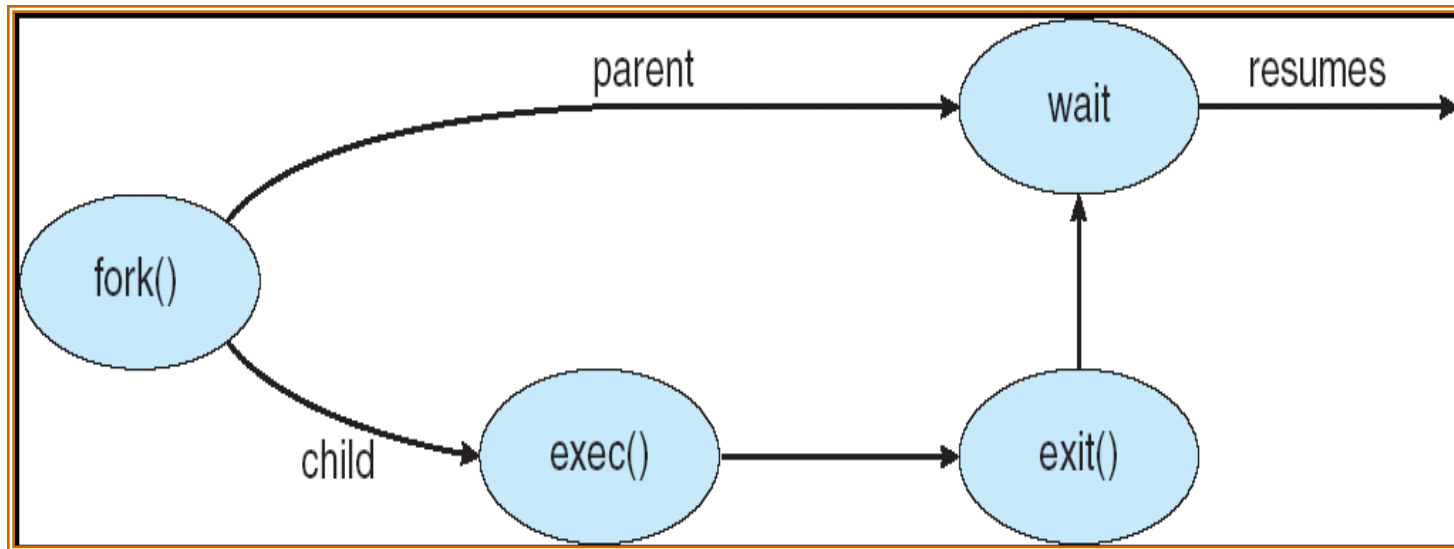 parent
resumes
wait
fork()
child
exec()
exit()